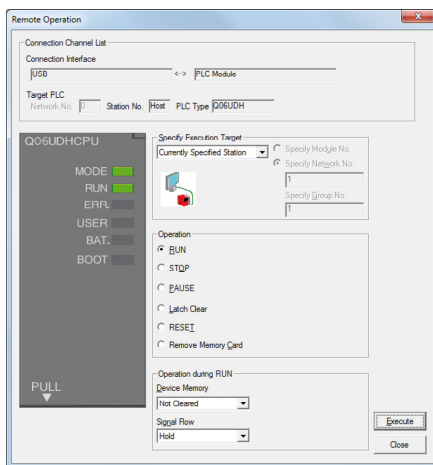 Remote Operation
Connection Channel List
Connection Interface
USB <-> PLC Module
Target PLC
Network No. 0 Station No. Host PLC Type Q06UDH
Q06UDHCPU
MODE
RUN
ERR.
USER
BAT.
BOOT
PULL
Specify Execution Target
Currently Specified Station
Specify Module No.
Specify Network No.
1
Specify Group No
1
Operation
RUN
STOP
PAUSE
Latch Clear
RESET
Remove Memory Card
Operation during RUN
Device Memory
Not Cleared
Signal Flow
Hold
Execute
Close